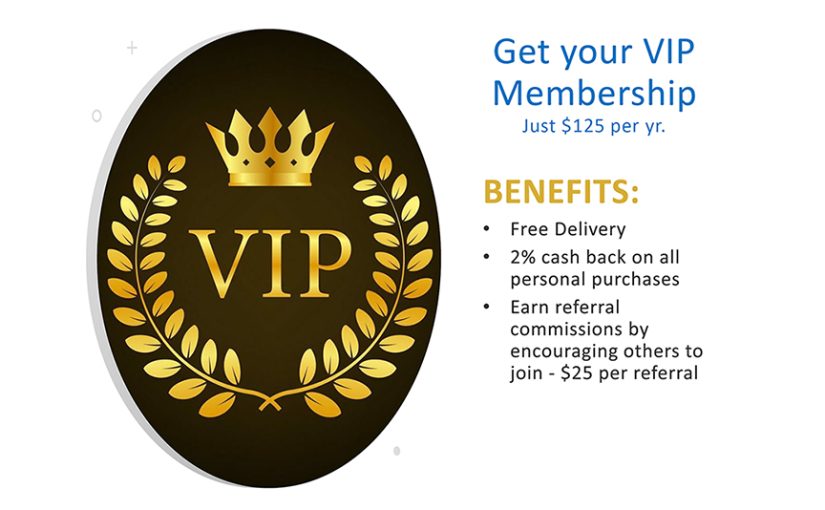 VIP
Get your VIP
Membership
Just $125 per yr.
BENEFITS:
• Free Delivery
• 2% cash back on all
personal purchases
• Earn referral
commissions by
encouraging others to
join - $25 per referral